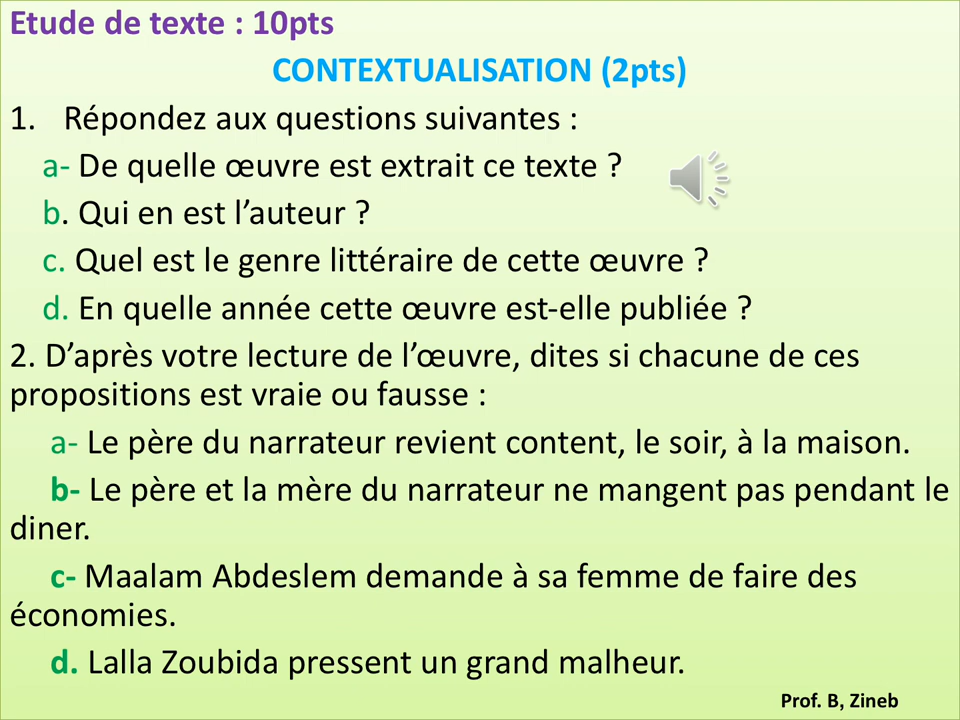 Etude de texte : 10pts
CONTEXTUALISATION (2pts)
1. Répondez aux questions suivantes :
a- De quelle œuvre est extrait ce texte ?
b. Qui en est l’auteur ?
c. Quel est le genre littéraire de cette œuvre ?
d. En quelle année cette œuvre est-elle publiée ?
2. D’après votre lecture de l’œuvre, dites si chacune de ces
propositions est vraie ou fausse :
a- Le père du narrateur revient content, le soir, à la maison.
b- Le père et la mère du narrateur ne mangent pas pendant le
diner.
c- Maalam Abdeslem demande à sa femme de faire des
économies.
d. Lalla Zoubida pressent un grand malheur.
Prof. B, Zineb